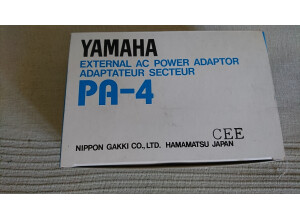 YAMAHA
EXTERNAL AC POWER ADAPTOR
ADAPTATEUR SECTEUR
PA-4
CEE
NIPPON GAKKI CO., LTD. HAMAMATSU JAPAN